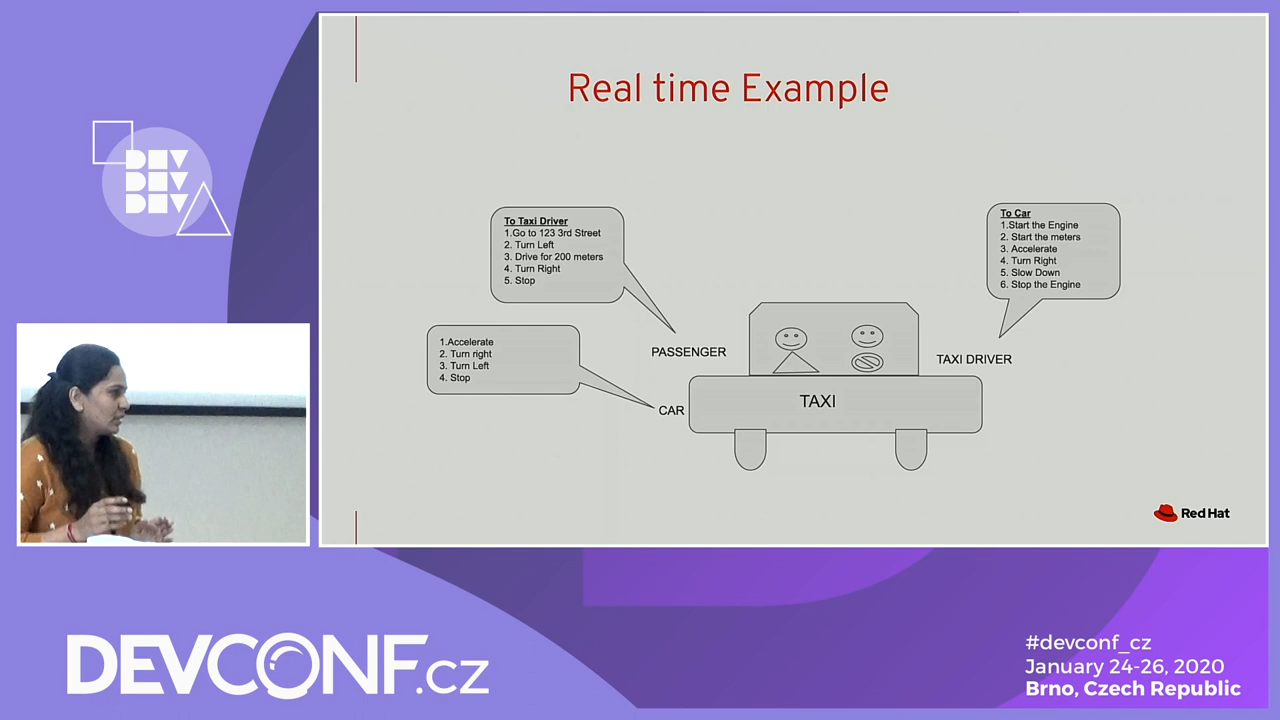 DEV
DEV
DEV
Real time Example
To Taxi Driver
1.Go to 123 3rd Street
2. Turn Left
3. Drive for 200 meters
4. Turn Right
5. Stop
To Car
1.Start the Engine
2. Start the meters
3. Accelerate
4. Turn Right
5. Slow Down
6. Stop the Engine
1.Accelerate
2. Turn right
3. Turn Left
4. Stop
PASSENGER
TAXI DRIVER
CAR
TAXI
Red Hat
DEVCONF.cz
#devconf_cz
January 24-26, 2020
Brno, Czech Republic